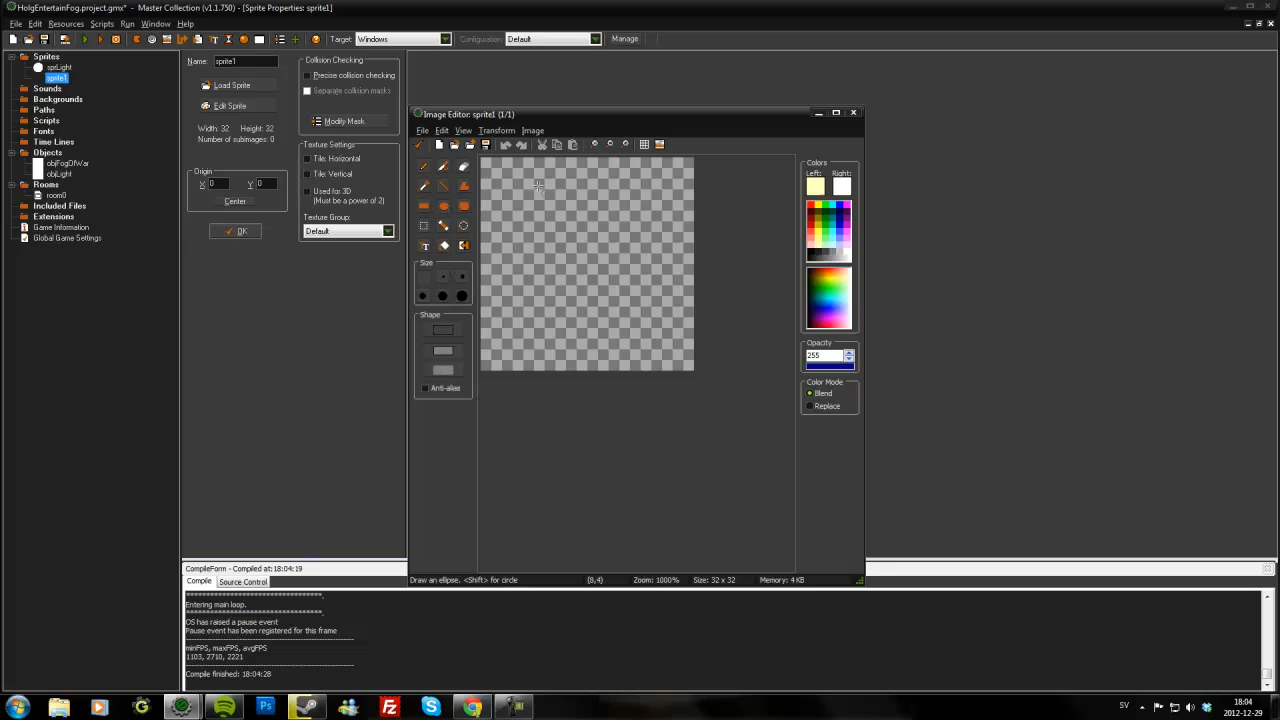 HolgEntertainFog.project.gmx* - Master Collection (v1.1.750) - [Sprite Properties: sprite1]
File Edit Resources Scripts Run Window Help
Target: Windows Configuration: Default Manage
Sprites
sprLight
sprite1
Sounds
Backgrounds
Paths
Scripts
Fonts
Time Lines
Objects
objFogOfWar
objLight
Rooms
room0
Included Files
Extensions
Game Information
Global Game Settings
Name: sprite1
Load Sprite
Edit Sprite
Width: 32 Height: 32
Number of subimages: 0
Origin
X 0 Y 0
Center
OK
Collision Checking
Precise collision checking
Separate collision masks
Modify Mask
Texture Settings
Tile: Horizontal
Tile: Vertical
Used for 3D
(Must be a power of 2)
Texture Group:
Default
Image Editor: sprite1 (1/1)
File Edit View Transform Image
Size
Shape
Anti-alias
Colors
Left: Right:
Opacity
255
Color Mode
Blend
Replace
Draw an ellipse. <Shift> for circle (8,4) Zoom: 1000% Size: 32 x 32 Memory: 4 KB
CompileForm - Compiled at:18:04:19
Compile Source Control
Entering main loop.
OS has raised a pause event
Pause event has been registered for this frame
minFPS, maxFPS, avgFPS
1103, 2710, 2221
Compile finished: 18:04:28
SV 18:04
2012-12-29